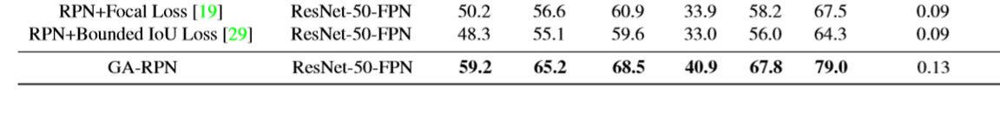 RPN+Focal Loss [19] ResNet-50-FPN 50.2 56.6 60.9 33.9 58.2 67.5 0.09
RPN+Bounded IoU Loss [29] ResNet-50-FPN 48.3 55.1 59.6 33.0 56.0 64.3 0.09
GA-RPN ResNet-50-FPN 59.2 65.2 68.5 40.9 67.8 79.0 0.13